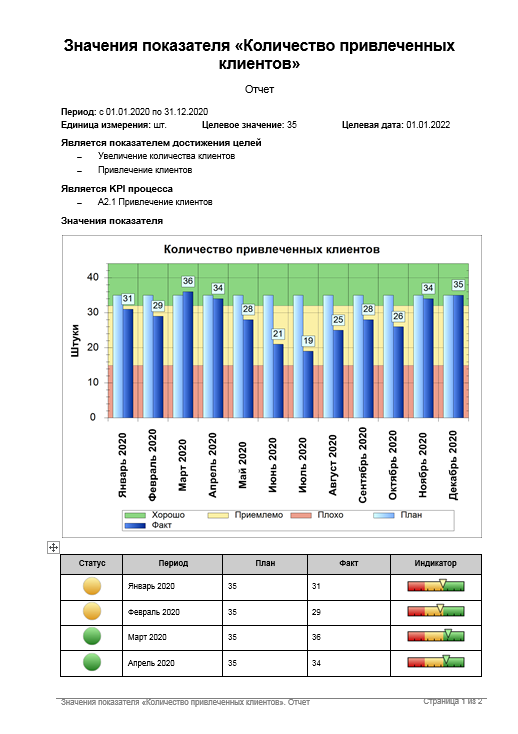 Значения показателя «Количество привлеченных
клиентов»
Отчет
Период: с 01.01.2020 по 31.12.2020
Единица измерения: шт. Целевое значение: 35 Целевая дата: 01.01.2022
Является показателем достижения целей
– Увеличение количества клиентов
– Привлечение клиентов
Является KPI процесса
– А2.1 Привлечение клиентов
Значения показателя
Количество привлеченных клиентов
Штуки
40
30
20
10
0
31
29
36
34
28
21
19
25
28
26
34
35
Январь 2020
Февраль 2020
Март 2020
Апрель 2020
Май 2020
Июнь 2020
Июль 2020
Август 2020
Сентябрь 2020
Октябрь 2020
Ноябрь 2020
Декабрь 2020
Хорошо Приемлемо Плохо План
Факт
Статус Период План Факт Индикатор
Январь 2020 35 31
Февраль 2020 35 29
Март 2020 35 36
Апрель 2020 35 34
Значения показателя «Количество привлеченных клиентов». Отчет Страница 1 из 2